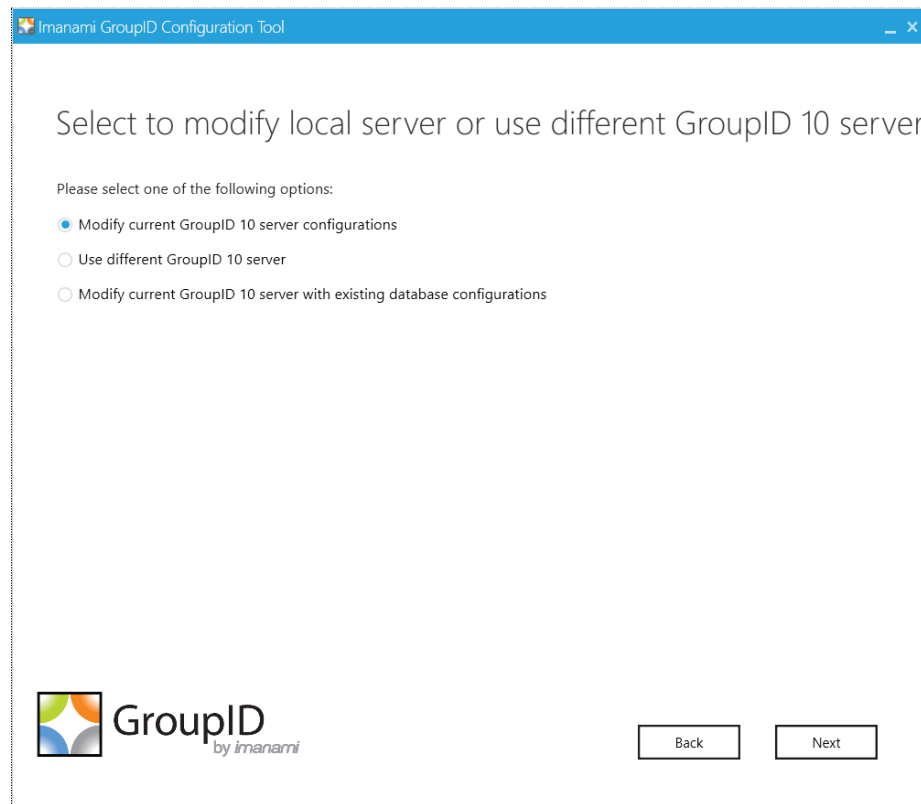 Imanami GroupID Configuration Tool
Select to modify local server or use different GroupID 10 server
Please select one of the following options:
Modify current GroupID 10 server configurations
Use different GroupID 10 server
Modify current GroupID 10 server with existing database configurations
GroupID
by imanami
Back Next